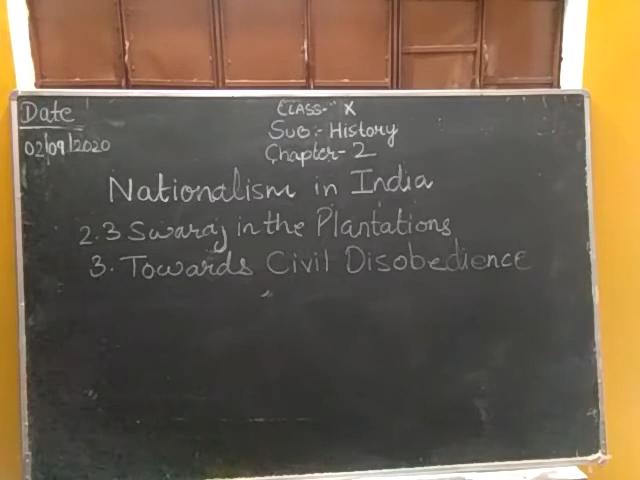 Date
02/09/2020
CLASS-" X
SUB:- History
Chapter-2
Nationalism in India
2.3 Swaraj in the Plantations
3. Towards Civil Disobedience